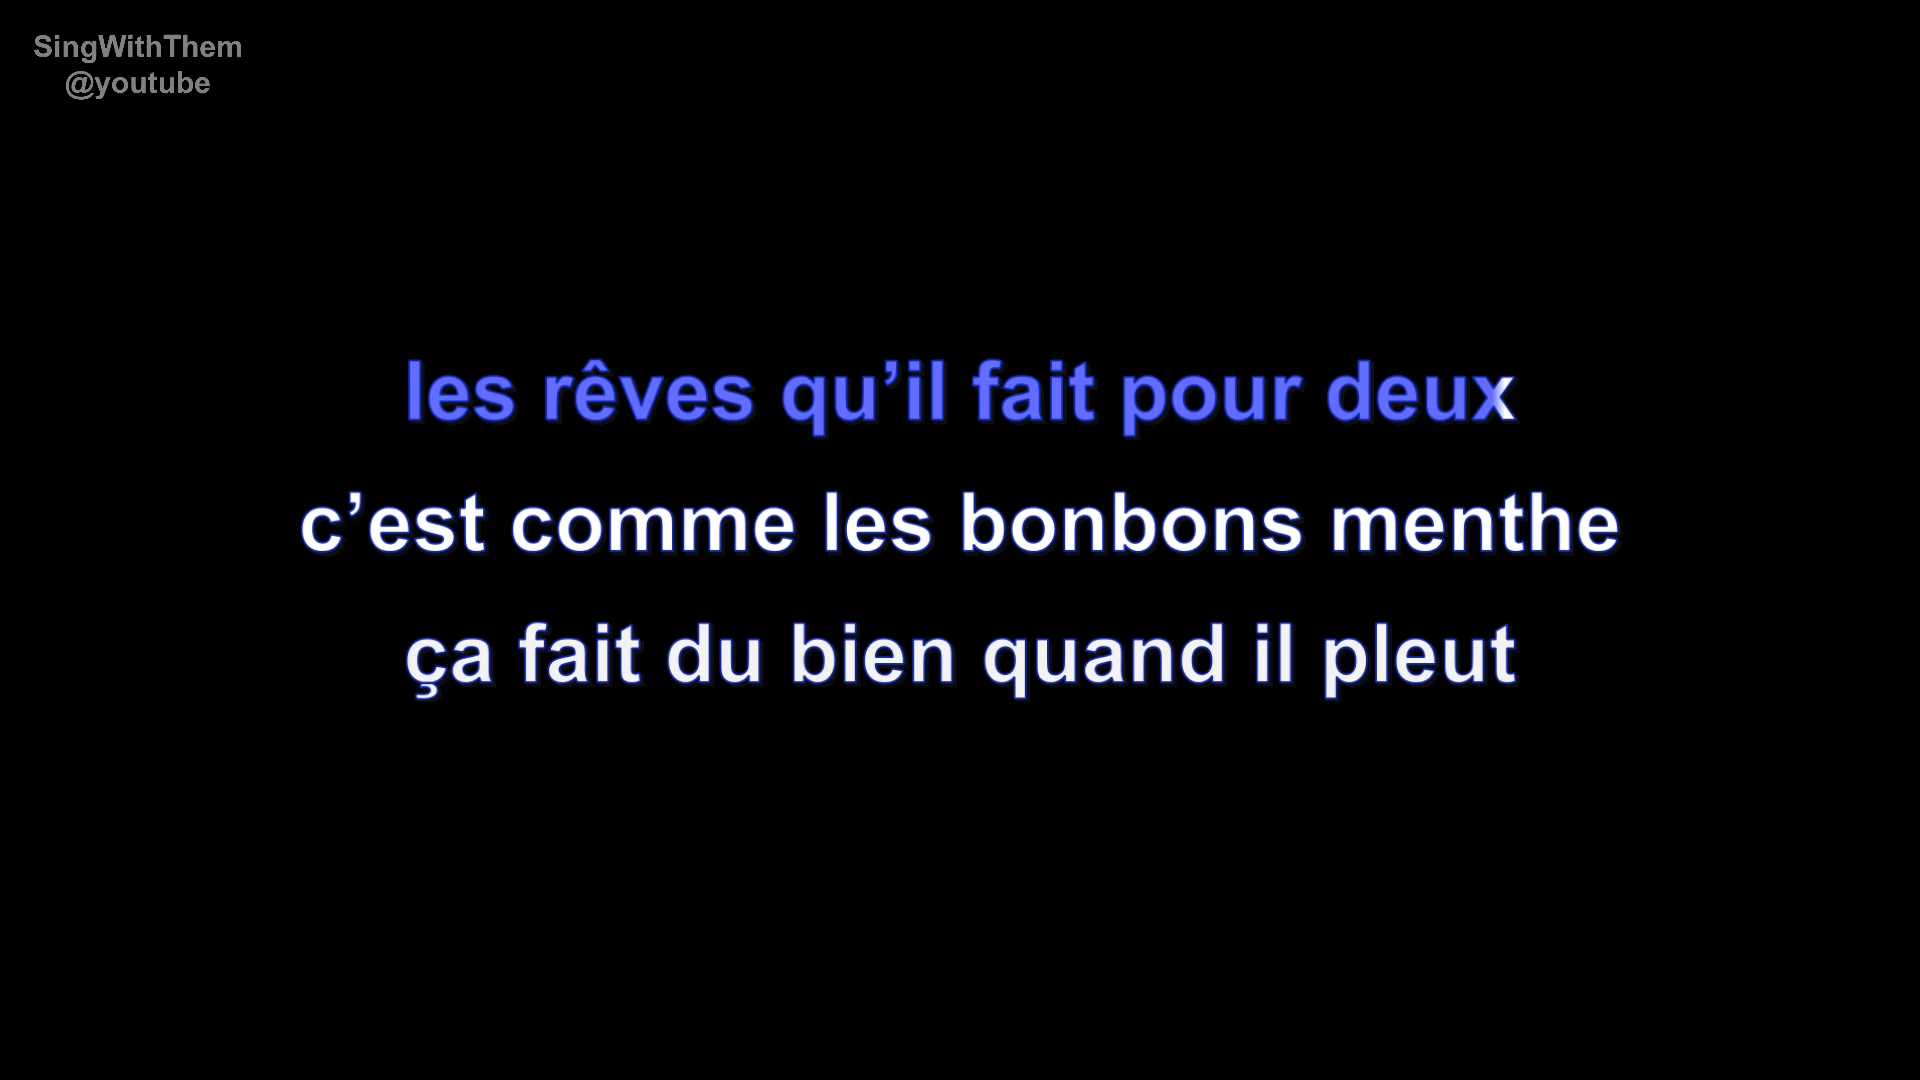 SingWithThem
@youtube
les rêves qu’il fait pour deux
c’est comme les bonbons menthe
ça fait du bien quand il pleut